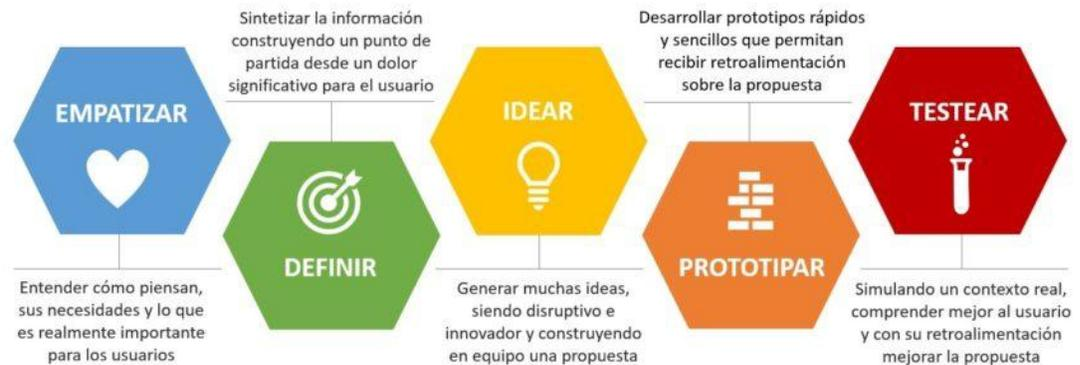 EMPATIZAR
Entender cómo piensan,
sus necesidades y lo que
es realmente importante
para los usuarios
Sintetizar la información
construyendo un punto de
partida desde un dolor
significativo para el usuario
DEFINIR
IDEAR
Generar muchas ideas,
siendo disruptivo e
innovador y construyendo
en equipo una propuesta
Desarrollar prototipos rápidos
y sencillos que permitan
recibir retroalimentación
sobre la propuesta
PROTOTIPAR
TESTEAR
Simulando un contexto real,
comprender mejor al usuario
y con su retroalimentación
mejorar la propuesta